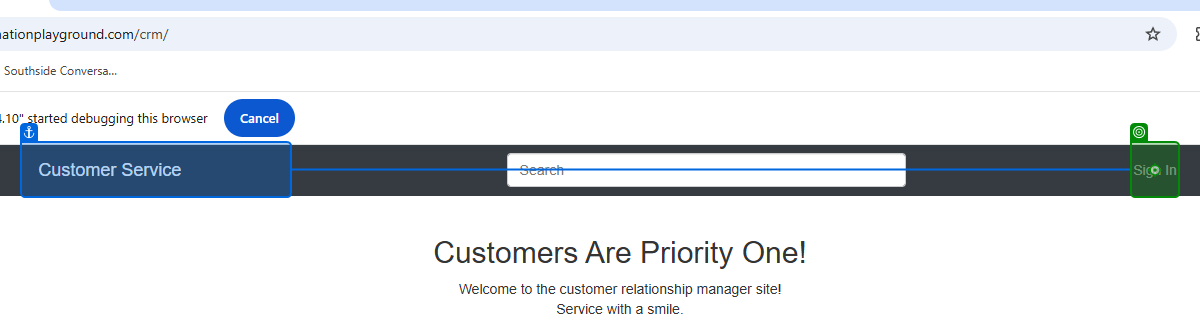 nationplayground.com/crm/
Southside Conversa...
4.10" started debugging this browser
Cancel
Customer Service
Search
Sign In
Customers Are Priority One!
Welcome to the customer relationship manager site!
Service with a smile.